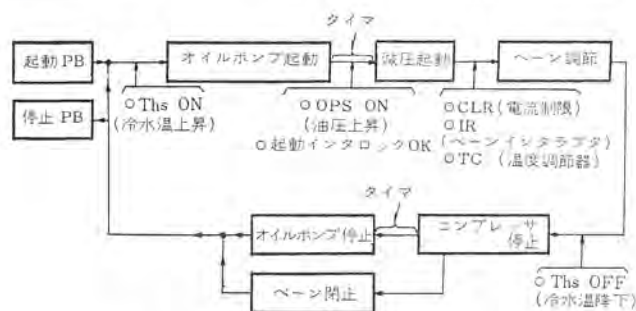 タイマ
起動PB
オイルポンプ起動
減圧起動
ベーン調節
停止PB
○Ths ON
(冷水温上昇)
○OPS ON
(油圧上昇)
○起動インタロックOK
○CLR(電流制限)
○IR
(ベーンインタラプタ)
○TC (温度調節器)
タイマ
オイルポンプ停止
コンプレーサ
停止
ベーン閉止
○Ths OFF
(冷水温降下)